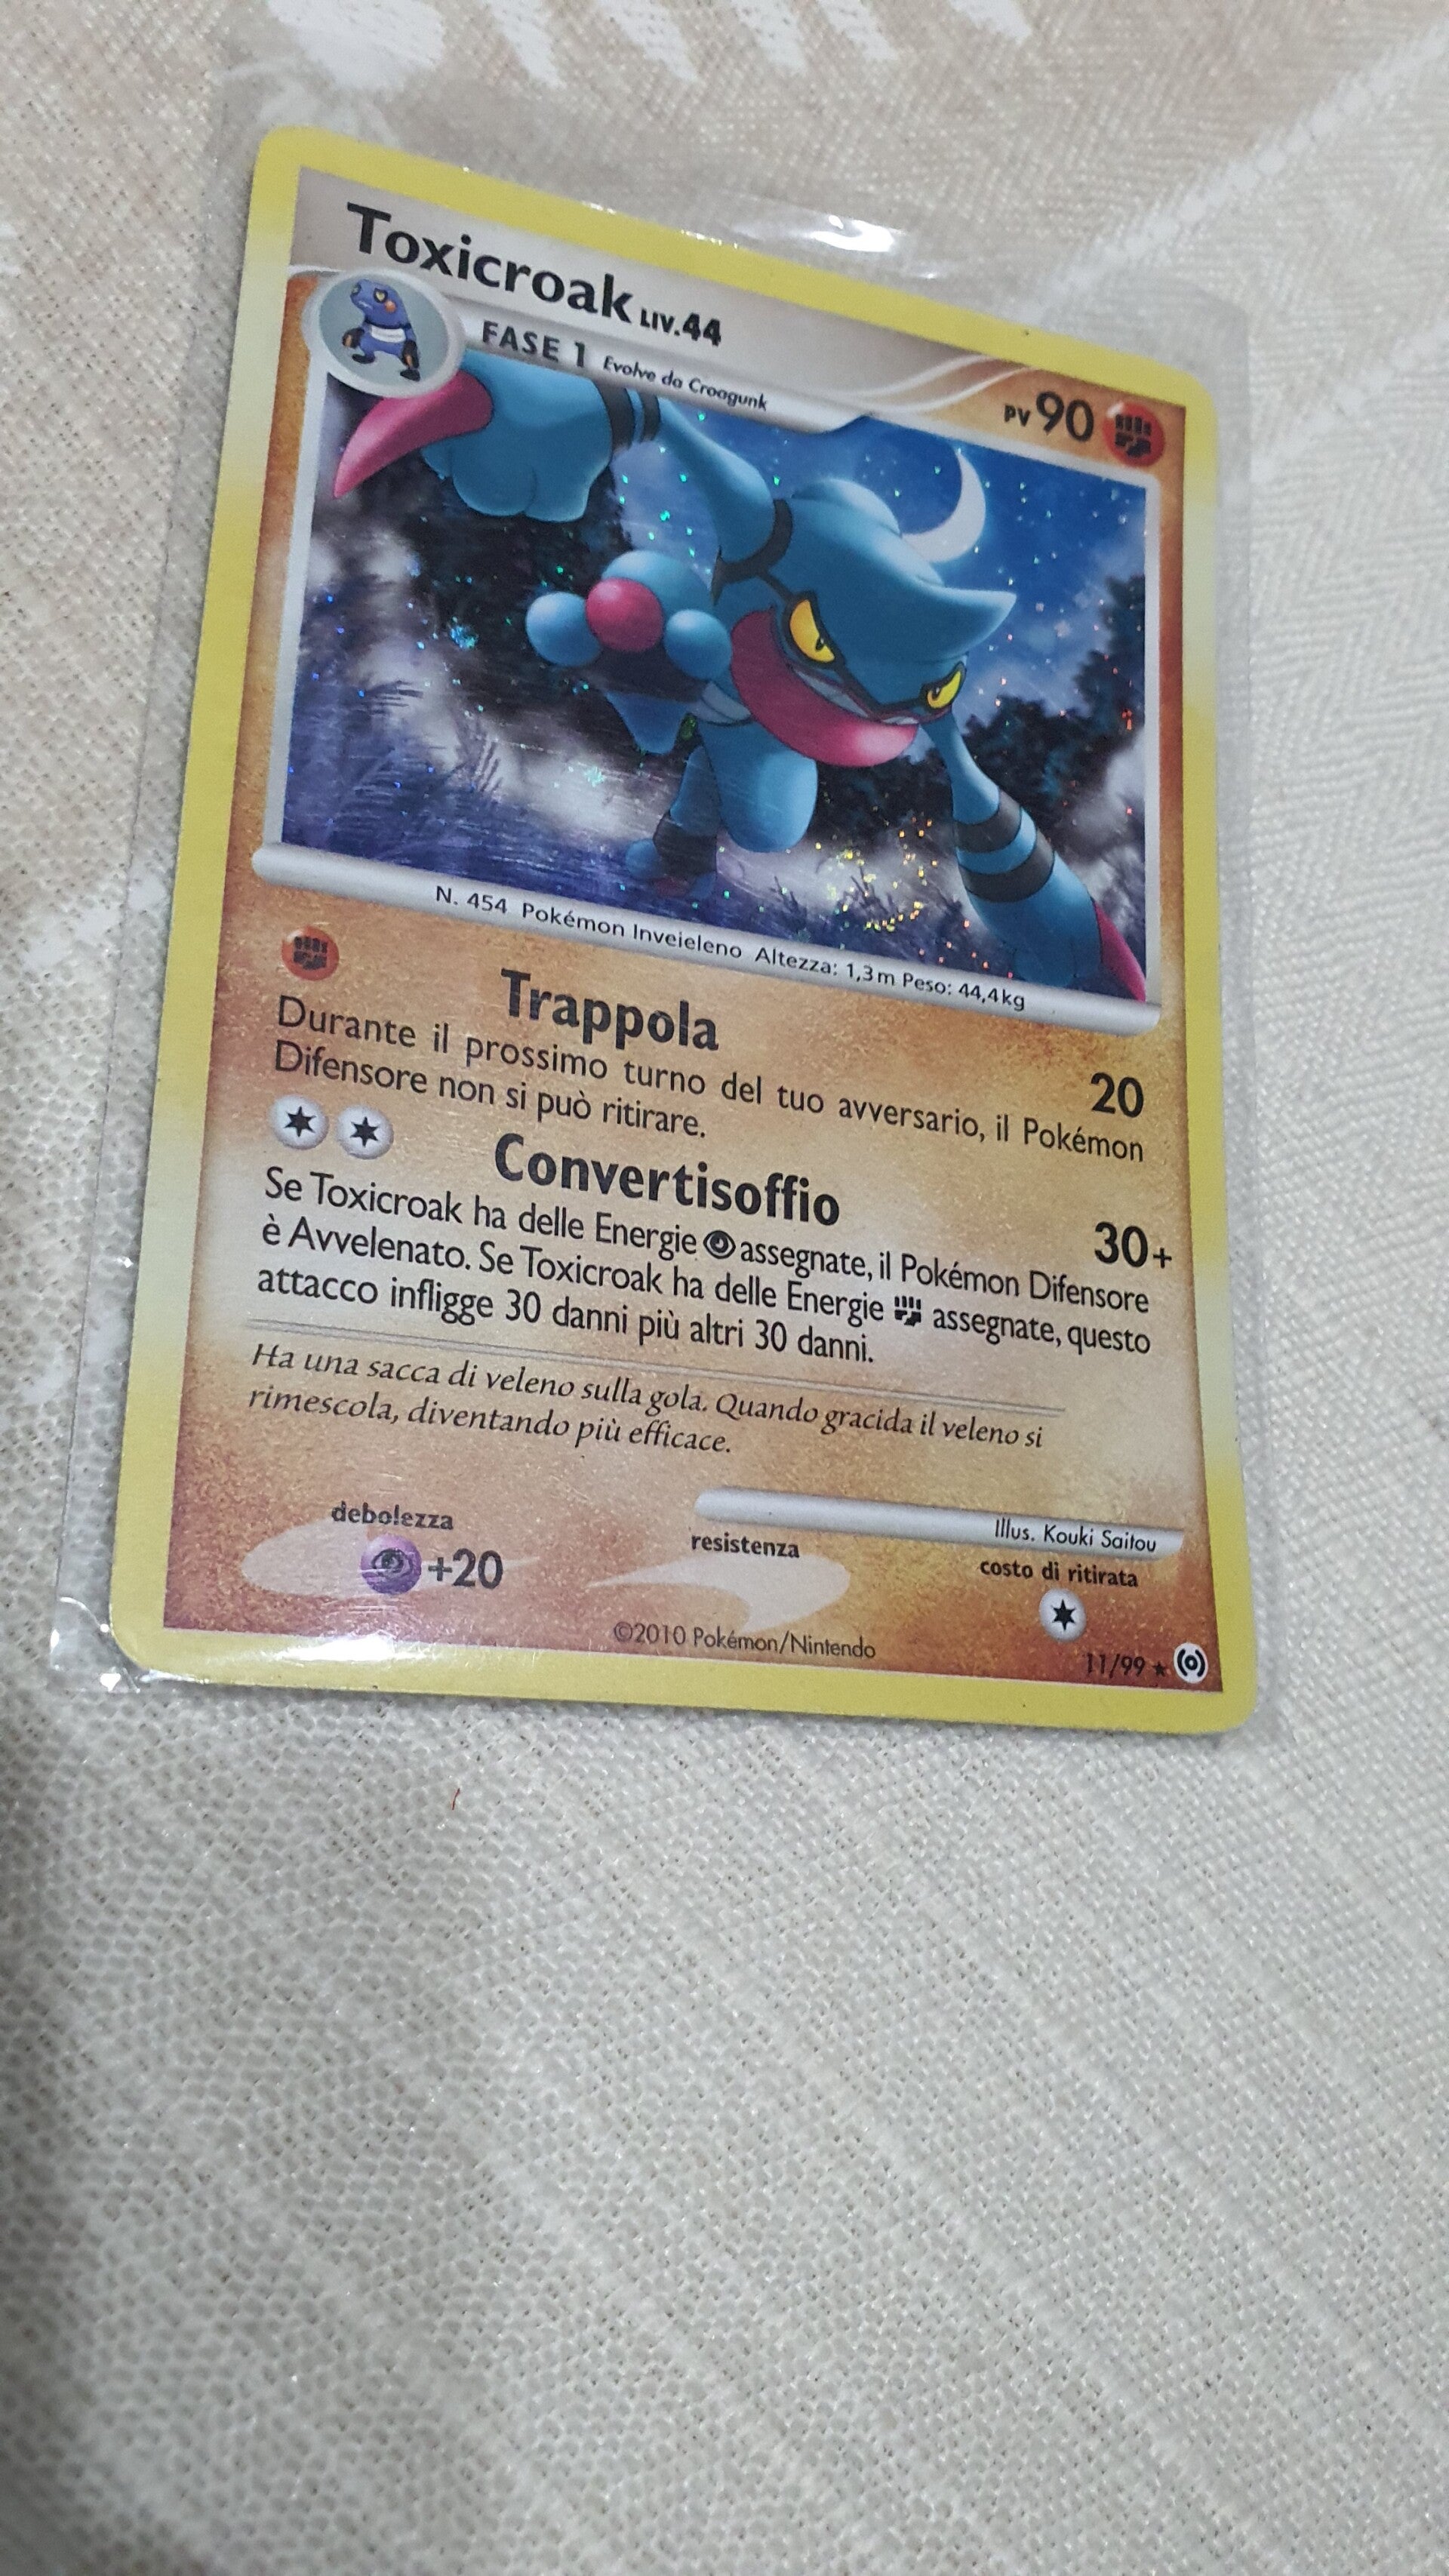 Toxicroak LIV.44
FASE 1 Evolve da Croagunk
PV 90
N. 454 Pokémon Inveieleno Altezza: 1,3 m Peso: 44,4 kg
Trappola 20
Durante il prossimo turno del tuo avversario, il Pokémon
Difensore non si può ritirare.
Convertisoffio 30+
Se Toxicroak ha delle Energie assegnate, il Pokémon Difensore
è Avvelenato. Se Toxicroak ha delle Energie assegnate, questo
attacco infligge 30 danni più altri 30 danni.
Ha una sacca di veleno sulla gola. Quando gracida il veleno si
rimescola, diventando più efficace.
Illus. Kouki Saitou
debolezza resistenza costo di ritirata
+20
©2010 Pokémon/Nintendo
11/99